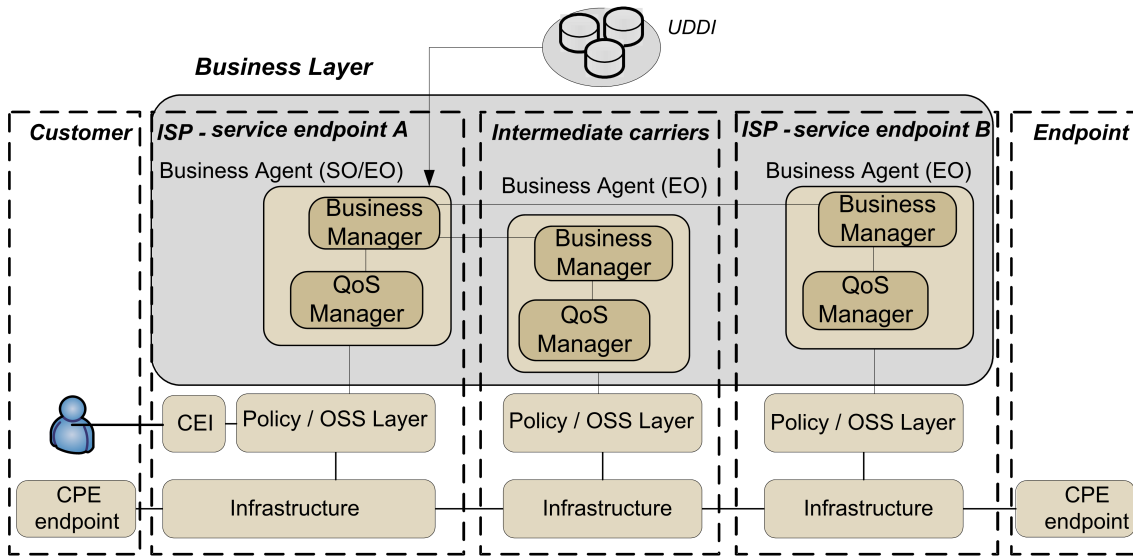 UDDI
Business Layer
Customer
ISP - service endpoint A
Intermediate carriers
ISP - service endpoint B
Endpoint
Business Agent (SO/EO)
Business Agent (EO)
Business Agent (EO)
Business
Manager
QoS
Manager
Business
Manager
QoS
Manager
Business
Manager
QoS
Manager
CEI
Policy / OSS Layer
Policy / OSS Layer
Policy / OSS Layer
CPE
endpoint
Infrastructure
Infrastructure
Infrastructure
CPE
endpoint